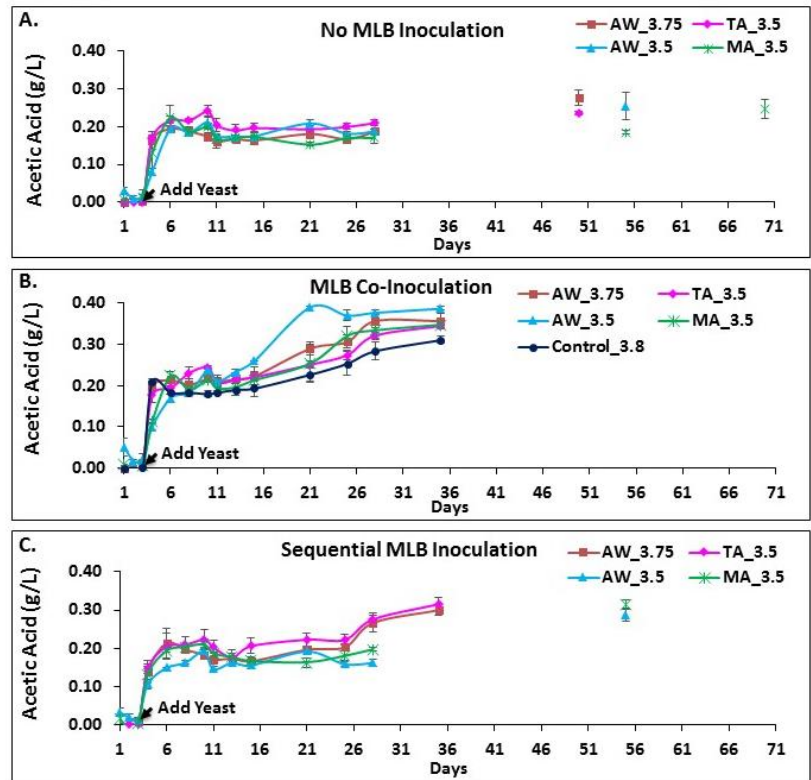 A.
No MLB Inoculation
AW_3.75 TA_3.5
AW_3.5 MA_3.5
Acetic Acid (g/L)
0.40
0.30
0.20
0.10
0.00
Add Yeast
1 6 11 16 21 26 31 36 41 46 51 56 61 66 71
Days
B.
MLB Co-Inoculation
AW_3.75 TA_3.5
AW_3.5 MA_3.5
Control_3.8
Acetic Acid (g/L)
0.40
0.30
0.20
0.10
0.00
Add Yeast
1 6 11 16 21 26 31 36 41 46 51 56 61 66 71
Days
C.
Sequential MLB Inoculation
AW_3.75 TA_3.5
AW_3.5 MA_3.5
Acetic Acid (g/L)
0.40
0.30
0.20
0.10
0.00
Add Yeast
1 6 11 16 21 26 31 36 41 46 51 56 61 66 71
Days